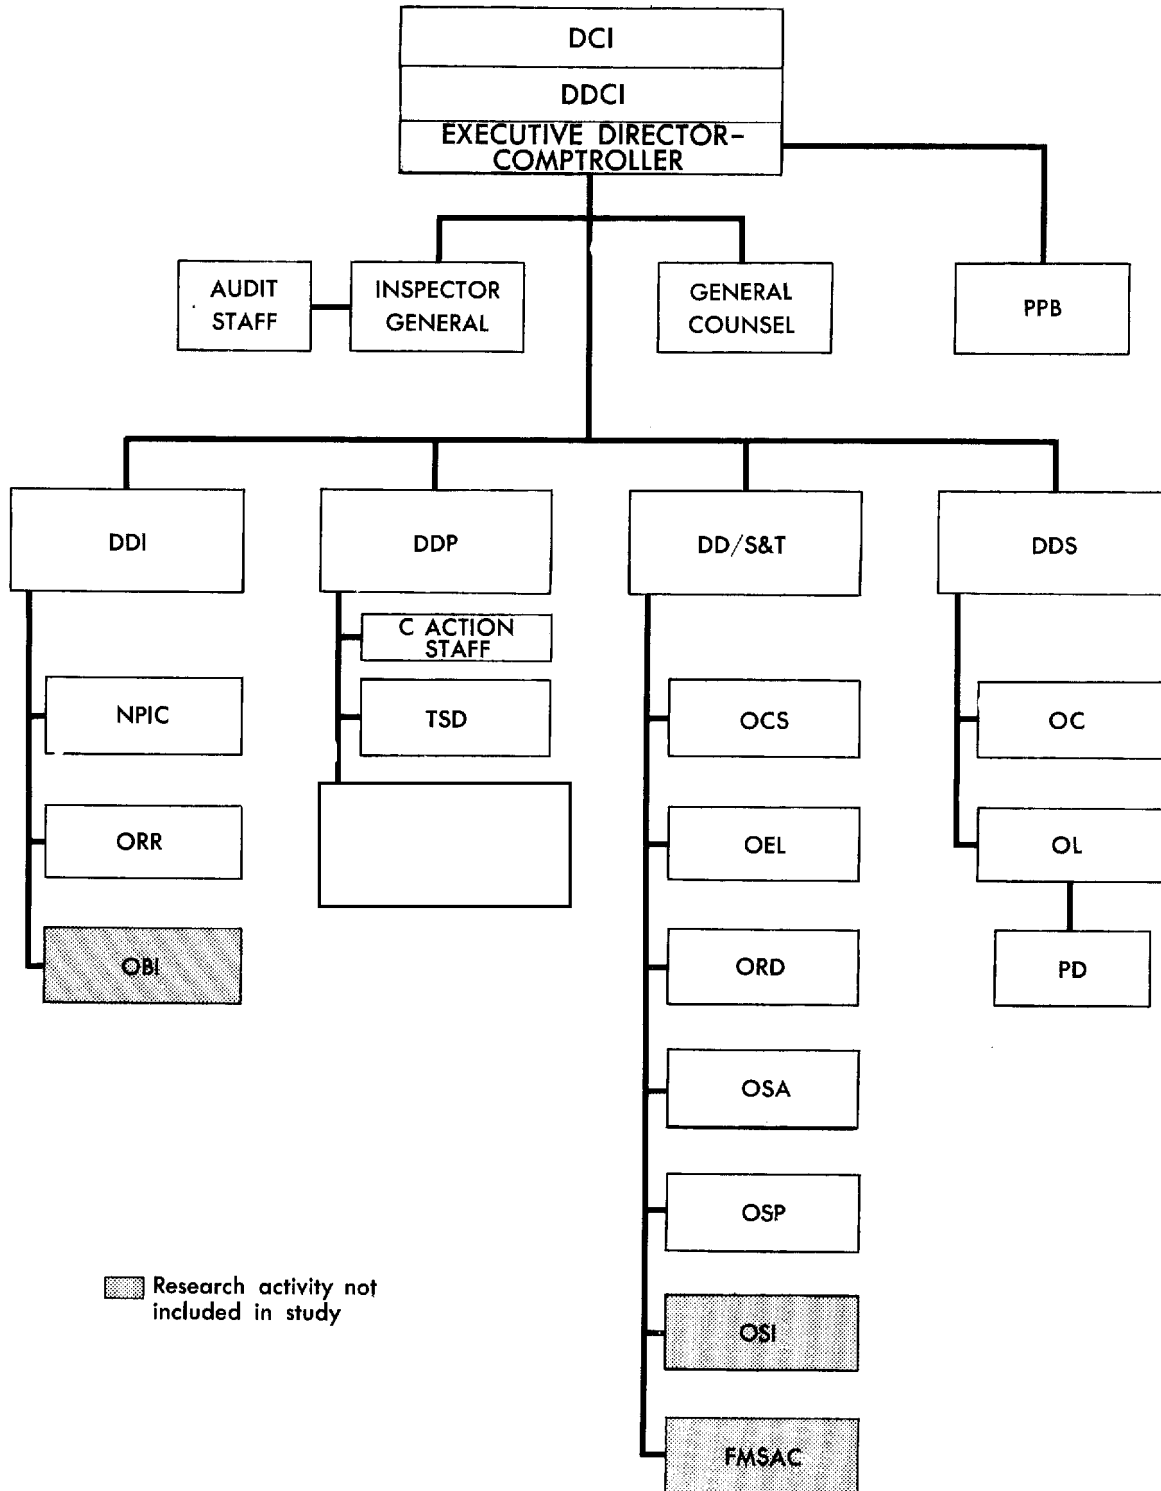 DCI
DDCI
EXECUTIVE DIRECTOR-
COMPTROLLER
AUDIT
STAFF
INSPECTOR
GENERAL
GENERAL
COUNSEL
PPB
DDI
DDP
DD/S&T
DDS
C ACTION
STAFF
NPIC
TSD
OCS
OC
ORR
OEL
OL
OBI
ORD
PD
OSA
OSP
Research activity not
included in study
OSI
FMSAC